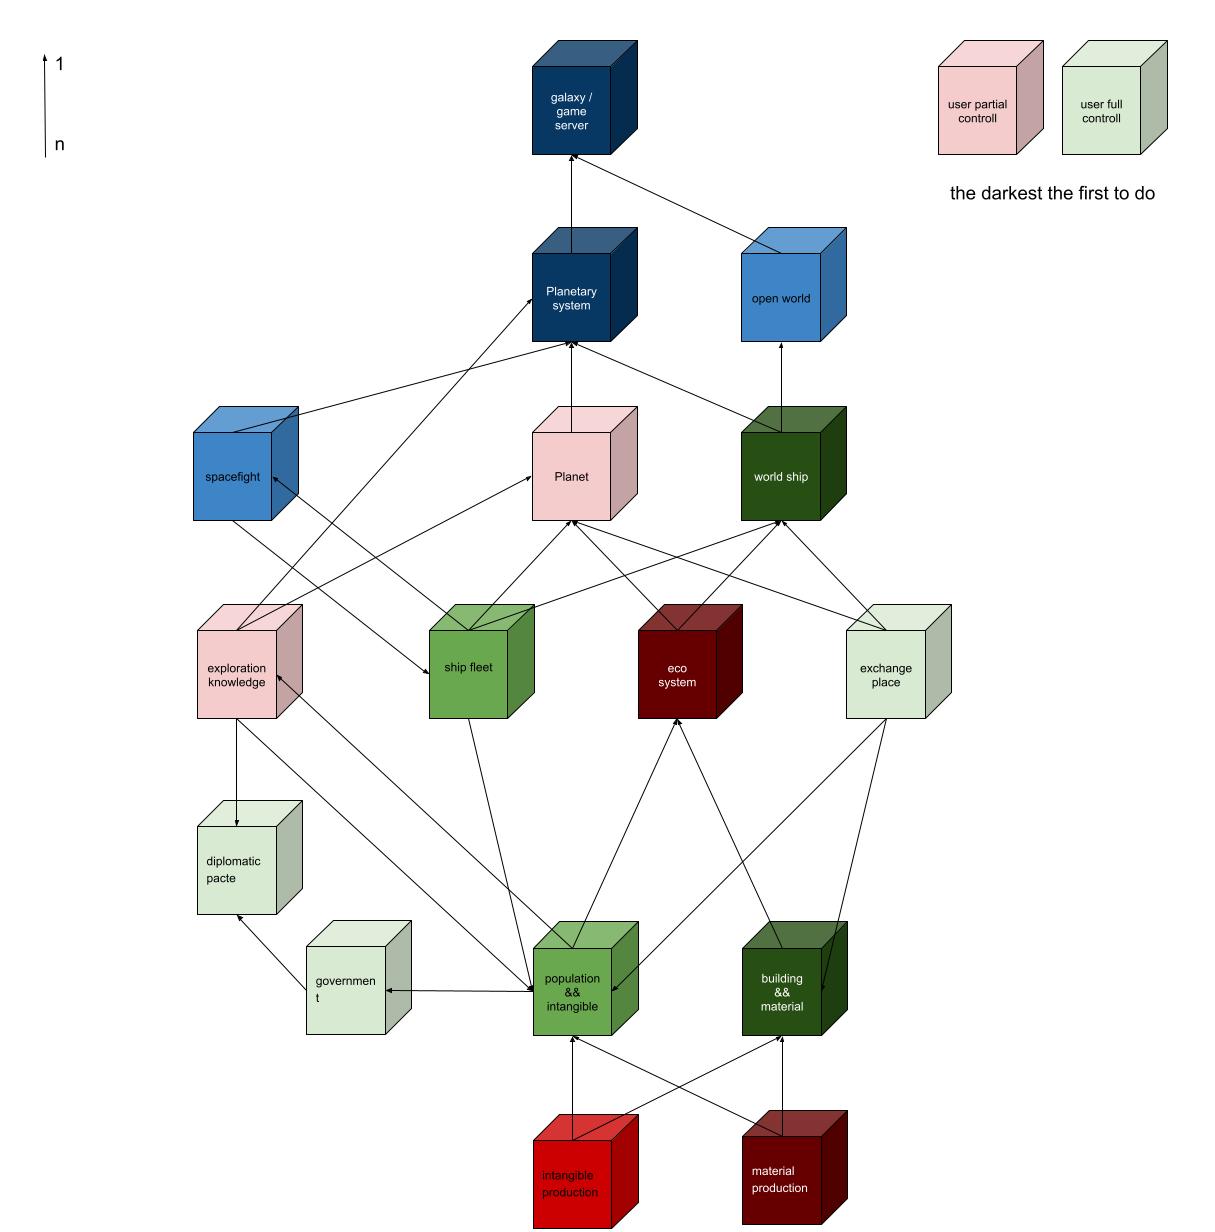 1
n
galaxy /
game
server
user partial
controll
user full
controll
the darkest the first to do
Planetary
system
open world
spacefight
Planet
world ship
exploration
knowledge
ship fleet
eco
system
exchange
place
diplomatic
pacte
governmen
t
population
&&
intangible
building
&&
material
intangible
production
material
production